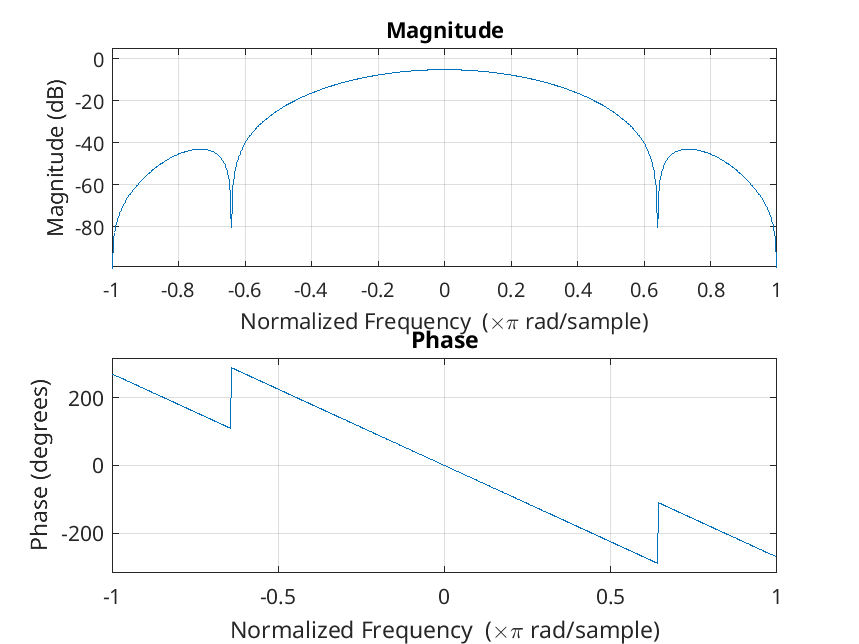 Magnitude
Magnitude (dB)
0
-20
-40
-60
-80
-1 -0.8 -0.6 -0.4 -0.2 0 0.2 0.4 0.6 0.8 1
Normalized Frequency (×π rad/sample)
Phase
Phase (degrees)
200
0
-200
-1 -0.5 0 0.5 1
Normalized Frequency (×π rad/sample)